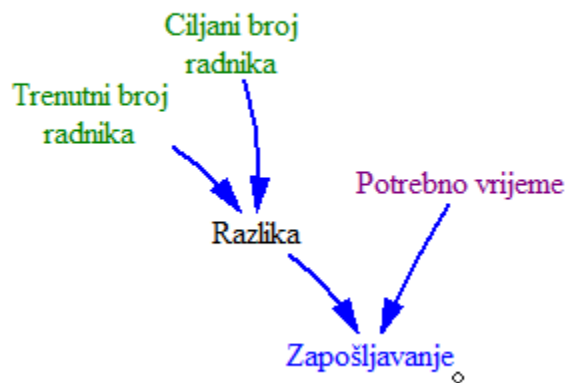 Ciljani broj
radnika
Trenutni broj
radnika
Potrebno vrijeme
Razlika
Zapošljavanje